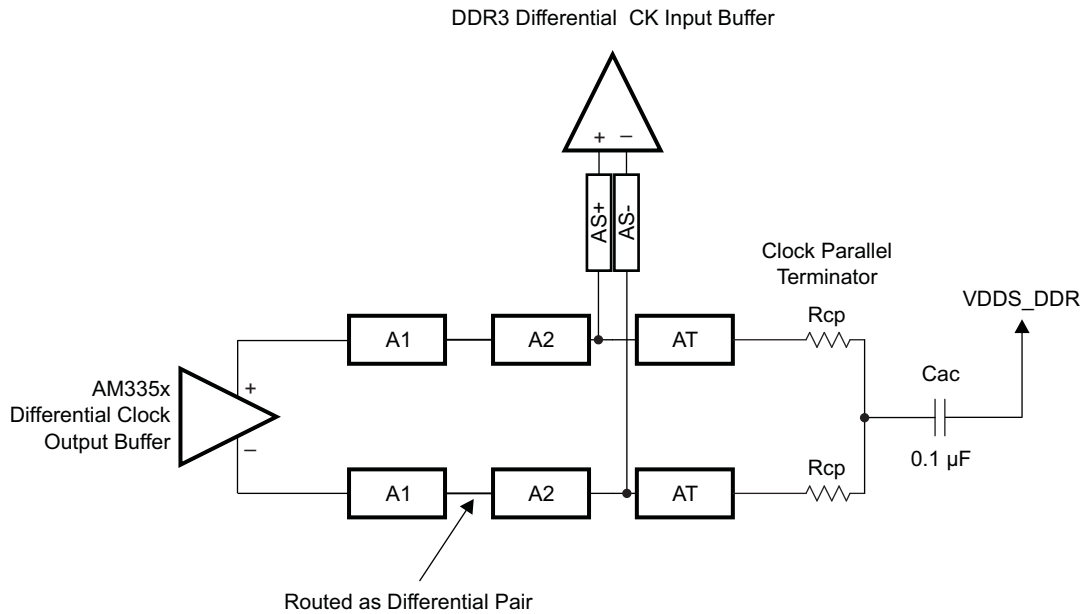 DDR3 Differential CK Input Buffer
+ –
AS+
AS-
Clock Parallel
Terminator
VDDS_DDR
Rcp
A1
A2
AT
Cac
AM335x
Differential Clock
Output Buffer
+
–
0.1 µF
Rcp
A1
A2
AT
Routed as Differential Pair